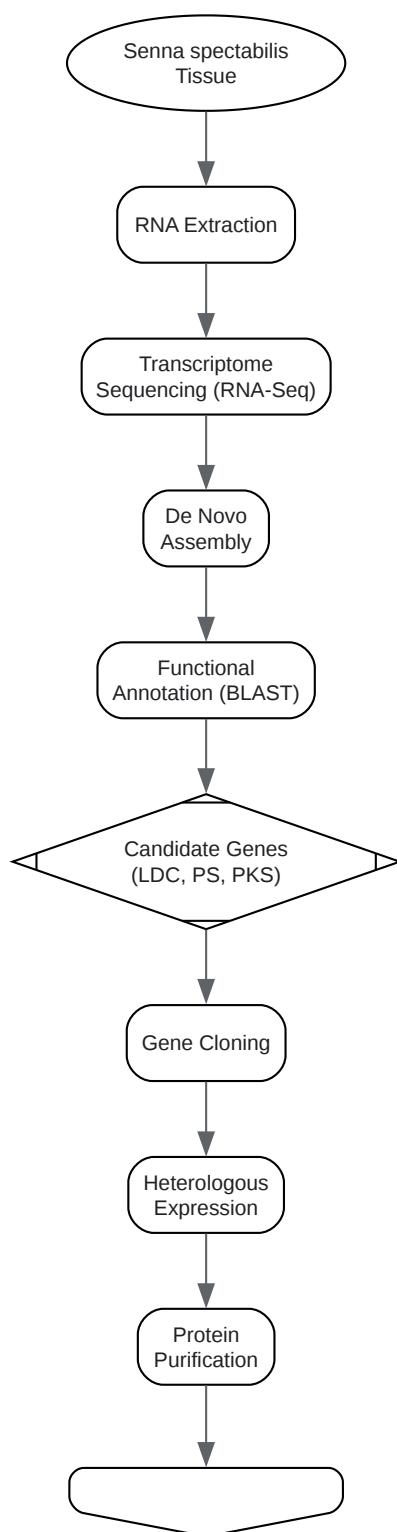 Senna spectabilis
Tissue
RNA Extraction
Transcriptome
Sequencing (RNA-Seq)
De Novo
Assembly
Functional
Annotation (BLAST)
Candidate Genes
(LDC, PS, PKS)
Gene Cloning
Heterologous
Expression
Protein
Purification